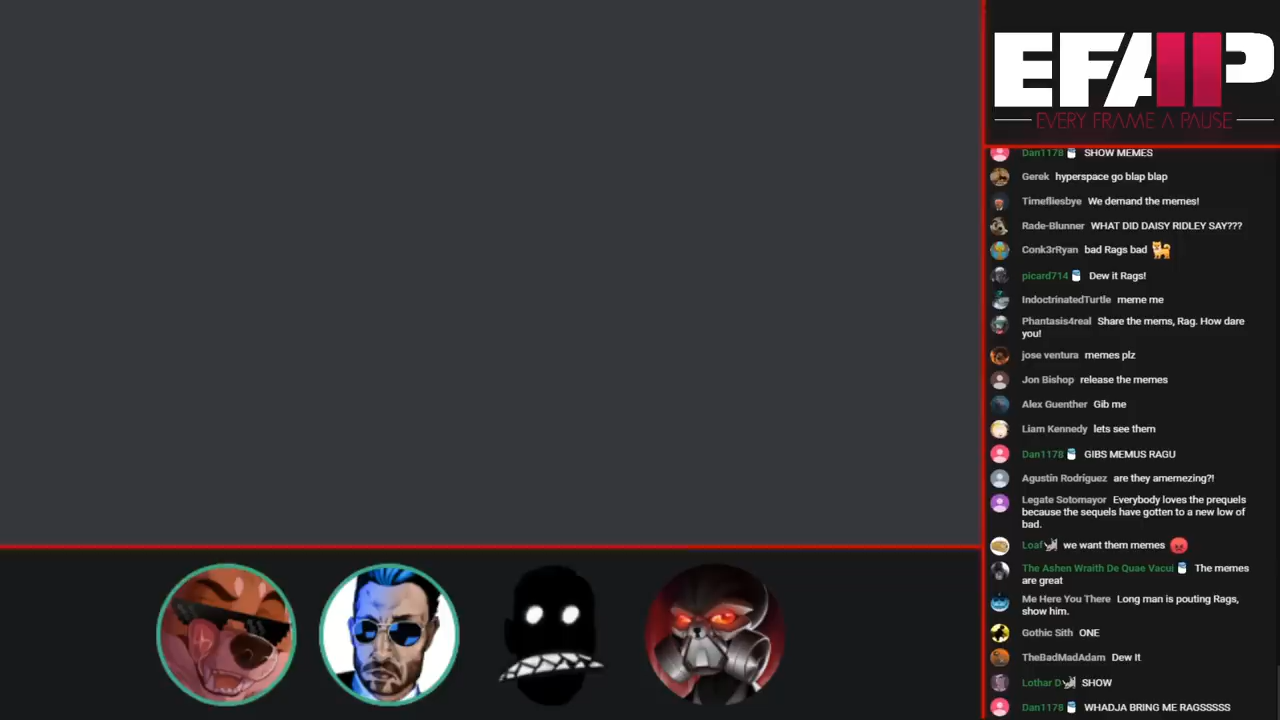 EFAP
EVERY FRAME A PAUSE
Dan1178 SHOW MEMES
Gerek hyperspace go blap blap
Timefliesbye We demand the memes!
Rade-Blunner WHAT DID DAISY RIDLEY SAY???
Conk3rRyan bad Rags bad
picard714 Dew it Rags!
IndoctrinatedTurtle meme me
Phantasis4real Share the mems, Rag. How dare
you!
jose ventura memes plz
Jon Bishop release the memes
Alex Guenther Gib me
Liam Kennedy lets see them
Dan1178 GIBS MEMUS RAGU
Agustín Rodríguez are they amemezing?!
Legate Sotomayor Everybody loves the prequels
because the sequels have gotten to a new low of
bad.
Loaf we want them memes
The Ashen Wraith De Quae Vacui The memes
are great
Me Here You There Long man is pouting Rags,
show him.
Gothic Sith ONE
TheBadMadAdam Dew It
Lothar D SHOW
Dan1178 WHADJA BRING ME RAGSSSSS